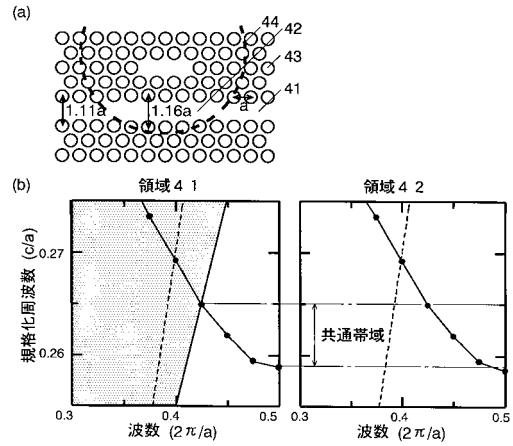 (a)
44
42
43
41
1.11a
1.16a
a
(b)
領域41
領域42
規格化周波数 (c/a)
0.27
0.26
共通帯域
0.3
0.4
0.5
0.3
0.4
0.5
波数 (2π/a)
波数 (2π/a)